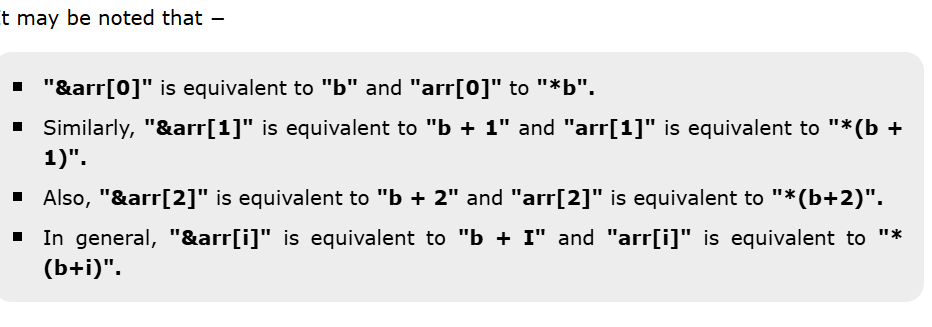 t may be noted that −
▪ "&arr[0]" is equivalent to "b" and "arr[0]" to "*b".
▪ Similarly, "&arr[1]" is equivalent to "b + 1" and "arr[1]" is equivalent to "*(b +
1)".
▪ Also, "&arr[2]" is equivalent to "b + 2" and "arr[2]" is equivalent to "*(b+2)".
▪ In general, "&arr[i]" is equivalent to "b + I" and "arr[i]" is equivalent to "*
(b+i)".